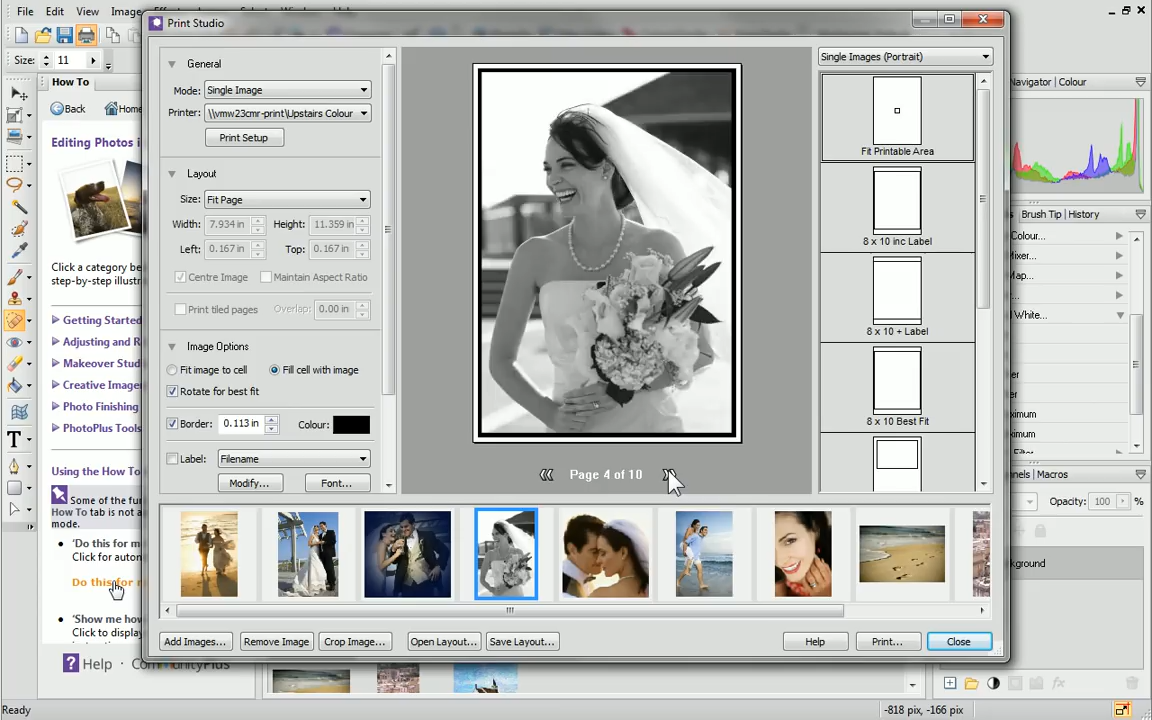 File Edit View Image
Print Studio
Size: 11
How To
Back Home
Editing Photos i
Click a category be
step-by-step illustr
Getting Started
Adjusting and R
Makeover Stud
Creative Image
Photo Finishing
PhotoPlus Tools
Using the How To
Some of the fun
How To tab is not a
mode.
'Do this for m
Click for auton
Do this for m
'Show me how
Click to display
Help · CommunityPlus
Ready
General
Mode: Single Image
Printer: \\vmw23cmr-print\Upstairs Colour
Print Setup
Layout
Size: Fit Page
Width: 7.934 in Height: 11.359 in
Left: 0.167 in Top: 0.167 in
Centre Image Maintain Aspect Ratio
Print tiled pages Overlap: 0.00 in
Image Options
Fit image to cell Fill cell with image
Rotate for best fit
Border: 0.113 in Colour:
Label: Filename
Modify... Font...
Page 4 of 10
Single Images (Portrait)
Fit Printable Area
8 x 10 inc Label
8 x 10 + Label
8 x 10 Best Fit
Add Images... Remove Image Crop Image... Open Layout... Save Layout... Help Print... Close
Navigator Colour
Brush Tip History
Colour...
Mixer...
Map...
White...
Macros
Opacity: 100 %
-818 pix, -166 pix